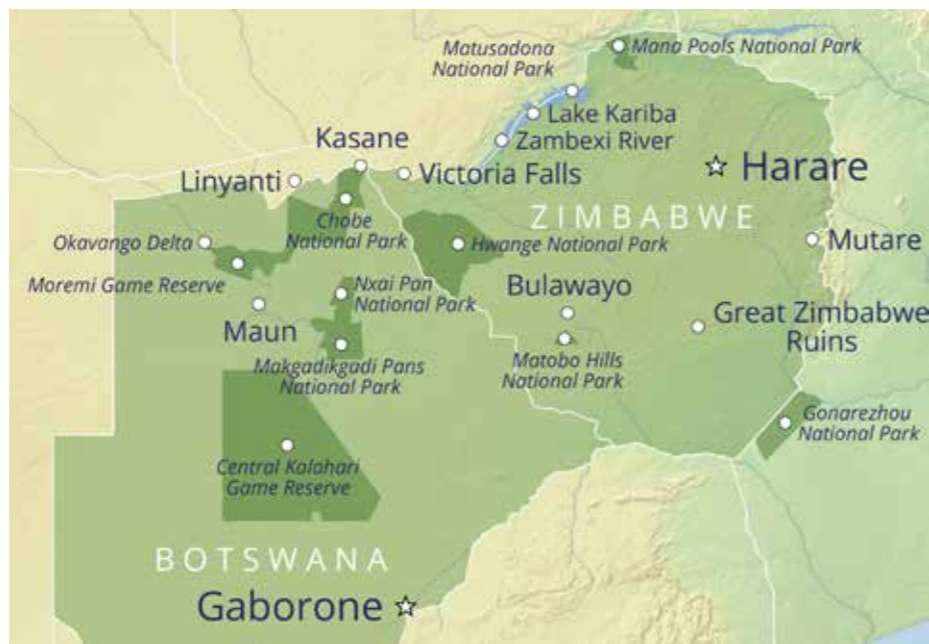 Matusadona
National Park
Mana Pools National Park
Lake Kariba
Zambexi River
Kasane
Linyanti
Victoria Falls
Harare
ZIMBABWE
Chobe
National Park
Okavango Delta
Hwange National Park
Mutare
Moremi Game Reserve
Nxai Pan
National Park
Bulawayo
Maun
Great Zimbabwe
Ruins
Makgadikgadi Pans
National Park
Matobo Hills
National Park
Gonarezhou
National Park
Central Kalahari
Game Reserve
BOTSWANA
Gaborone